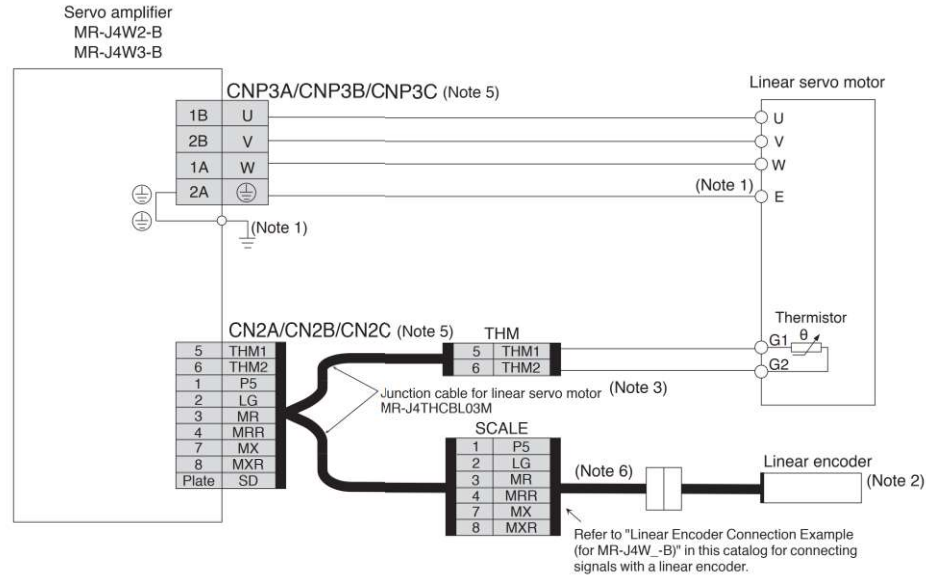 Servo amplifier
MR-J4W2-B
MR-J4W3-B
CNP3A/CNP3B/CNP3C (Note 5)
1B U
2B V
1A W
2A
(Note 1)
Linear servo motor
U
V
W
(Note 1)
E
CN2A/CN2B/CN2C (Note 5)
5 THM1
6 THM2
1 P5
2 LG
3 MR
4 MRR
7 MX
8 MXR
Plate SD
THM
5 THM1
6 THM2
Thermistor
θ
G1
G2
Junction cable for linear servo motor (Note 3)
MR-J4THCBL03M
SCALE
1 P5
2 LG
3 MR
4 MRR
7 MX
8 MXR
(Note 6)
Linear encoder
(Note 2)
Refer to "Linear Encoder Connection Example
(for MR-J4W_-B)" in this catalog for connecting
signals with a linear encoder.